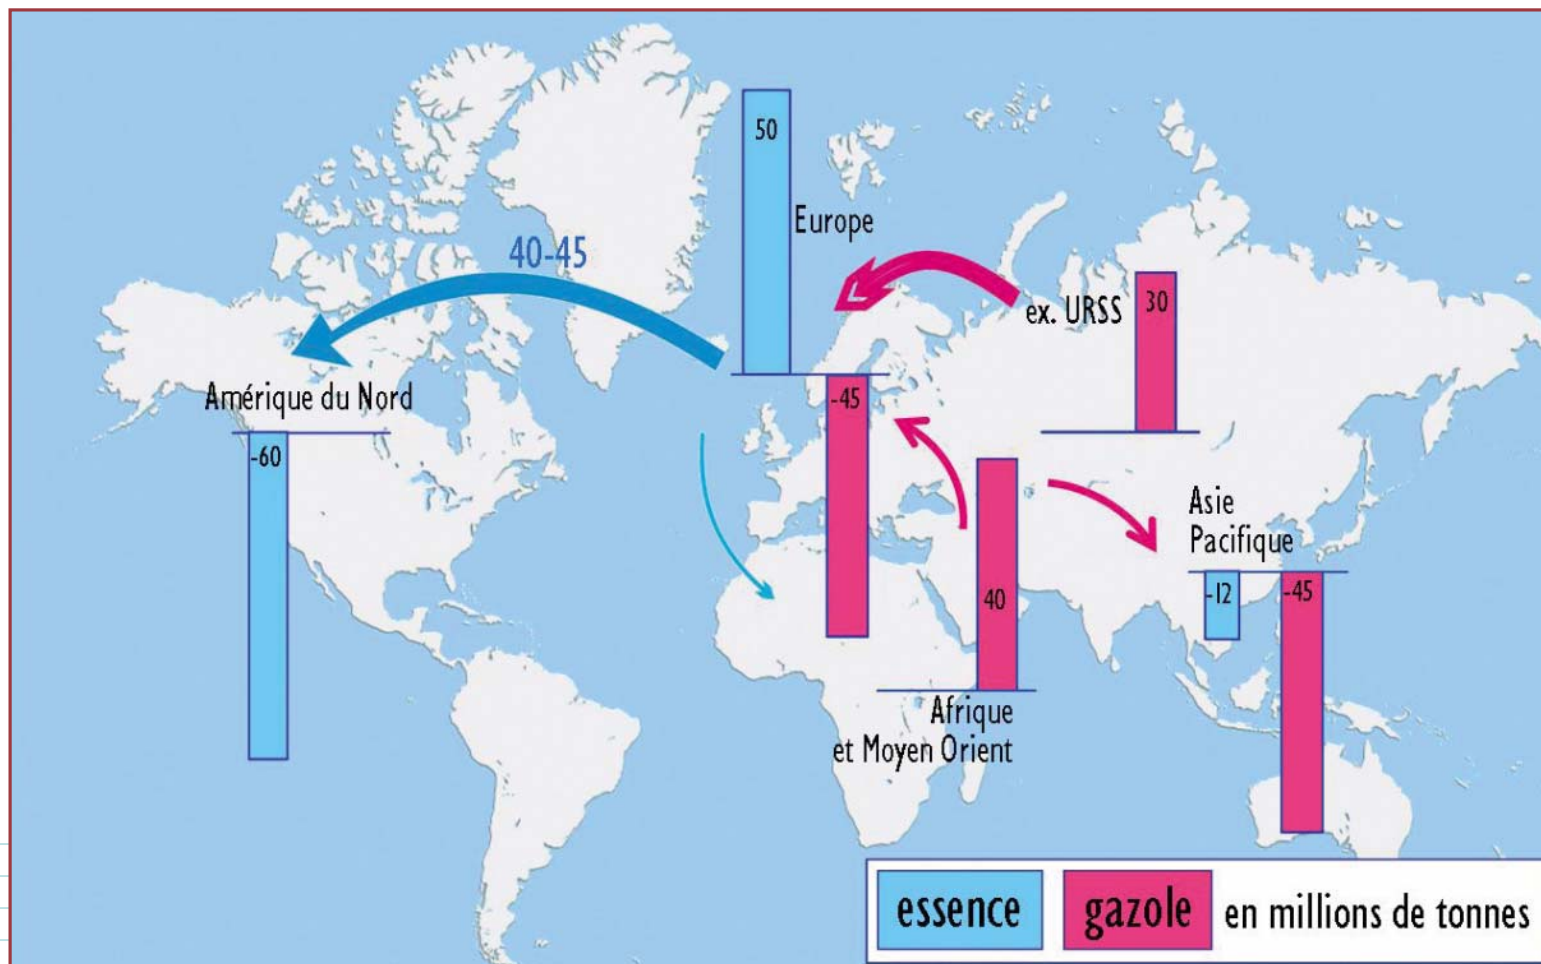 50
Europe
40-45
ex. URSS
30
Amérique du Nord
-45
-60
Asie
Pacifique
-12
-45
40
Afrique
et Moyen Orient
essence gazole en millions de tonnes